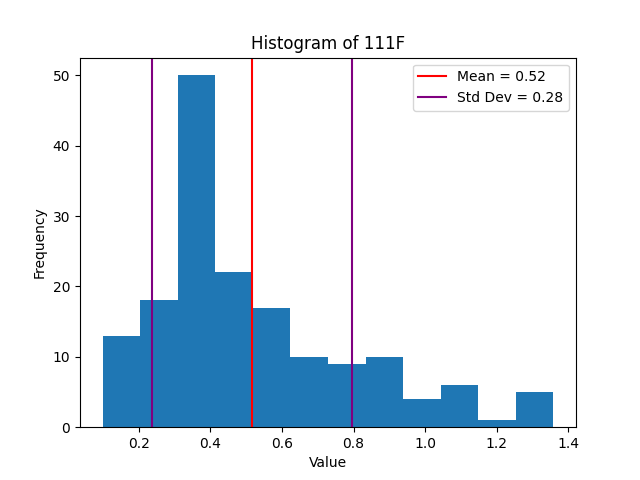 Histogram of 111F
Mean = 0.52
Std Dev = 0.28
50
40
30
20
10
0
Frequency
0.2 0.4 0.6 0.8 1.0 1.2 1.4
Value